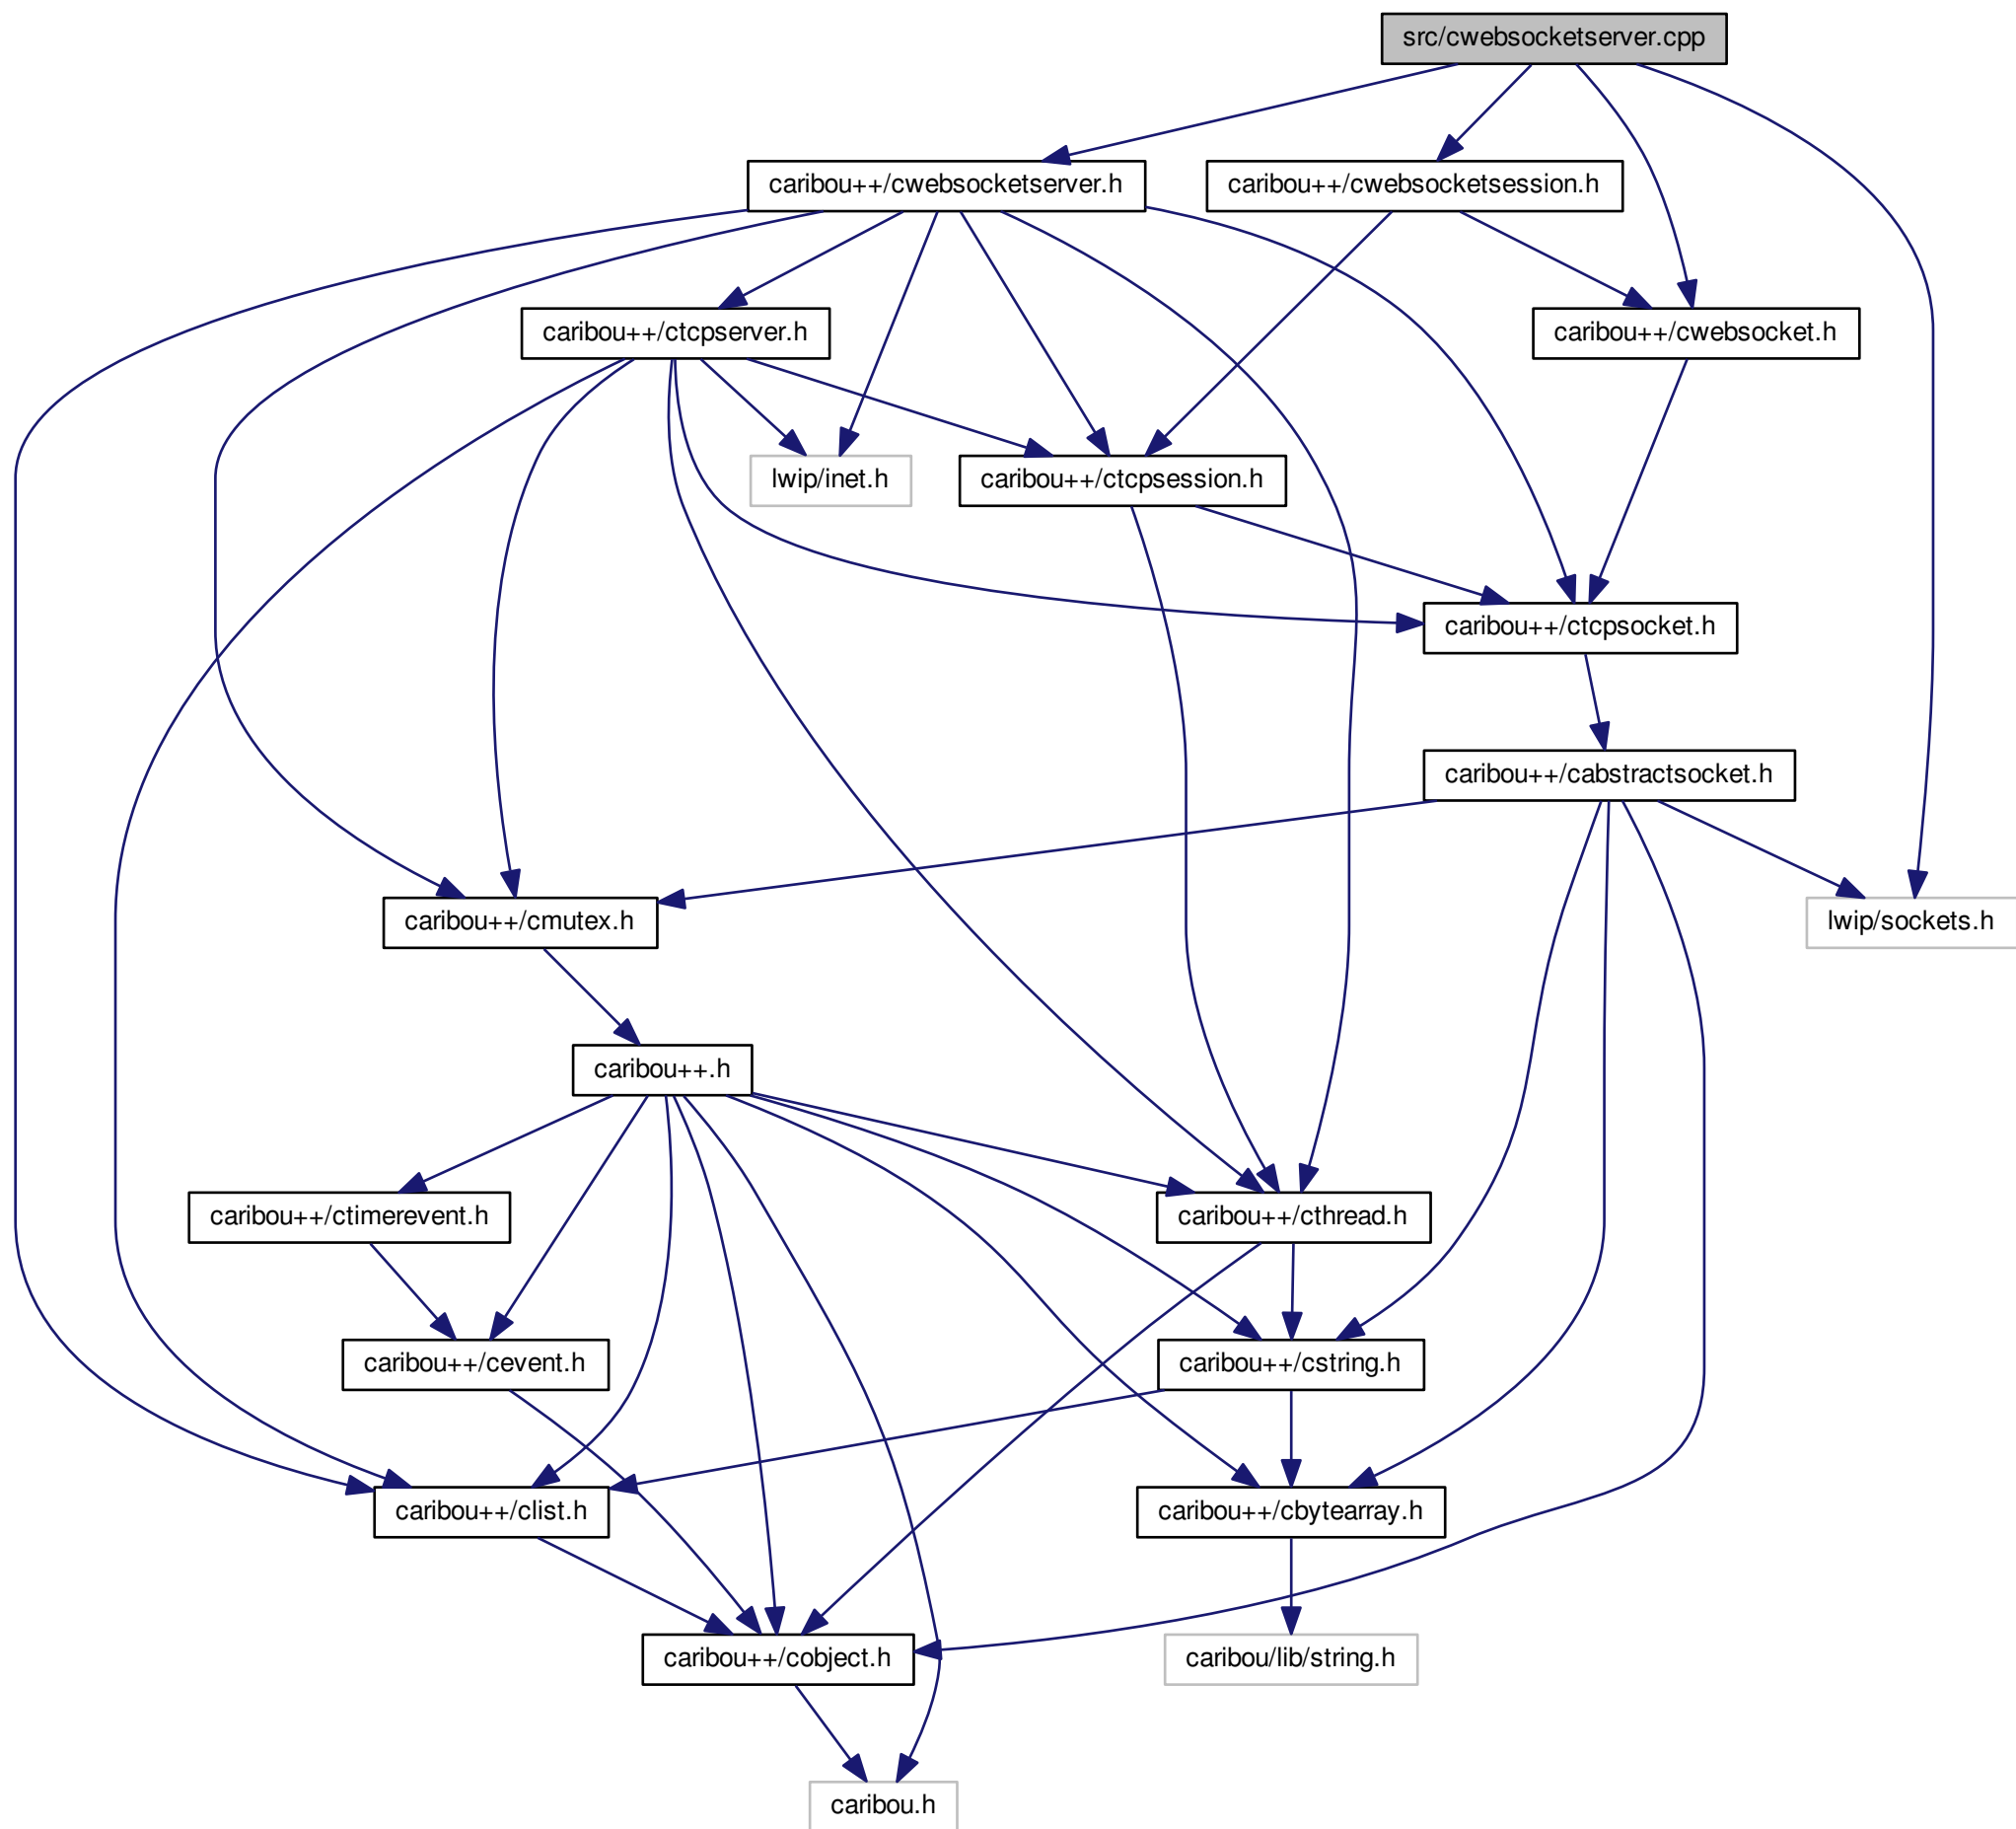 src/cwebsocketserver.cpp
caribou++/cwebsocketserver.h
caribou++/cwebsocketsession.h
caribou++/ctcpserver.h
caribou++/cwebsocket.h
lwip/inet.h
caribou++/ctcpsession.h
caribou++/ctcpsocket.h
caribou++/cabstractsocket.h
caribou++/cmutex.h
lwip/sockets.h
caribou++.h
caribou++/ctimerevent.h
caribou++/cthread.h
caribou++/cevent.h
caribou++/cstring.h
caribou++/clist.h
caribou++/cbytearray.h
caribou++/cobject.h
caribou/lib/string.h
caribou.h